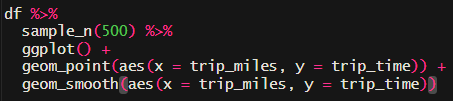 df %>%
  sample_n(500) %>%
  ggplot() +
  geom_point(aes(x = trip_miles, y = trip_time)) +
  geom_smooth(aes(x = trip_miles, y = trip_time))